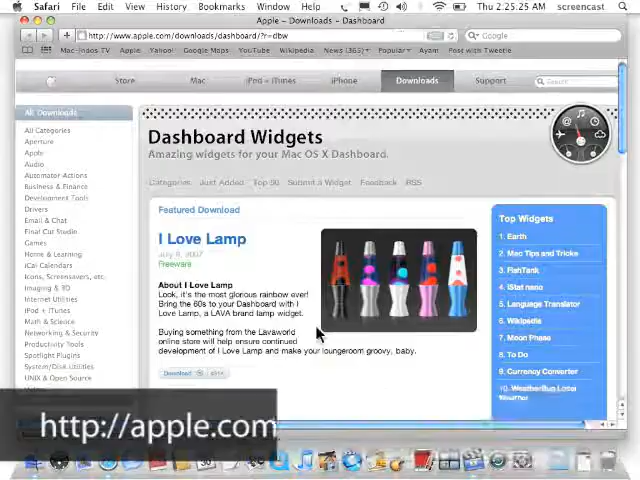 Safari File Edit View History Bookmarks Window Help Thu 2:25:25 AM screencast
Apple - Downloads - Dashboard
http://www.apple.com/downloads/dashboard/?r=dbw
Google
Mac-Indos TV Apple Yahoo! Google Maps YouTube Wikipedia News (365) Popular Ayam Post with Tweetie
Store Mac iPod + iTunes iPhone Downloads Support Search
All Downloads
All Categories
Aperture
Apple
Audio
Automator Actions
Business & Finance
Development Tools
Drivers
Email & Chat
Final Cut Studio
Games
Home & Learning
iCal Calendars
Icons, Screensavers, etc.
Imaging & 3D
Internet Utilities
iPod + iTunes
Math & Science
Networking & Security
Productivity Tools
Spotlight Plugins
System/Disk Utilities
UNIX & Open Source
Dashboard Widgets
Amazing widgets for your Mac OS X Dashboard.
Categories Just Added Top 50 Submit a Widget Feedback RSS
Featured Download
I Love Lamp
2007
Freeware
About I Love Lamp
Look, it's the most glorious rainbow ever!
Bring the 60s to your Dashboard with I
Love Lamp, a LAVA brand lamp widget.
Buying something from the Lavaworld
online store will help ensure continued
development of I Love Lamp and make your loungeroom groovy, baby.
Download
Top Widgets
1. Earth
2. Mac Tips and Tricks
3. FishTank
4. iStat nano
5. Language Translator
6. Wikipedia
7. Moon Phase
8. To Do
9. Currency Converter
10. WeatherBug Local
Weather
http://apple.com